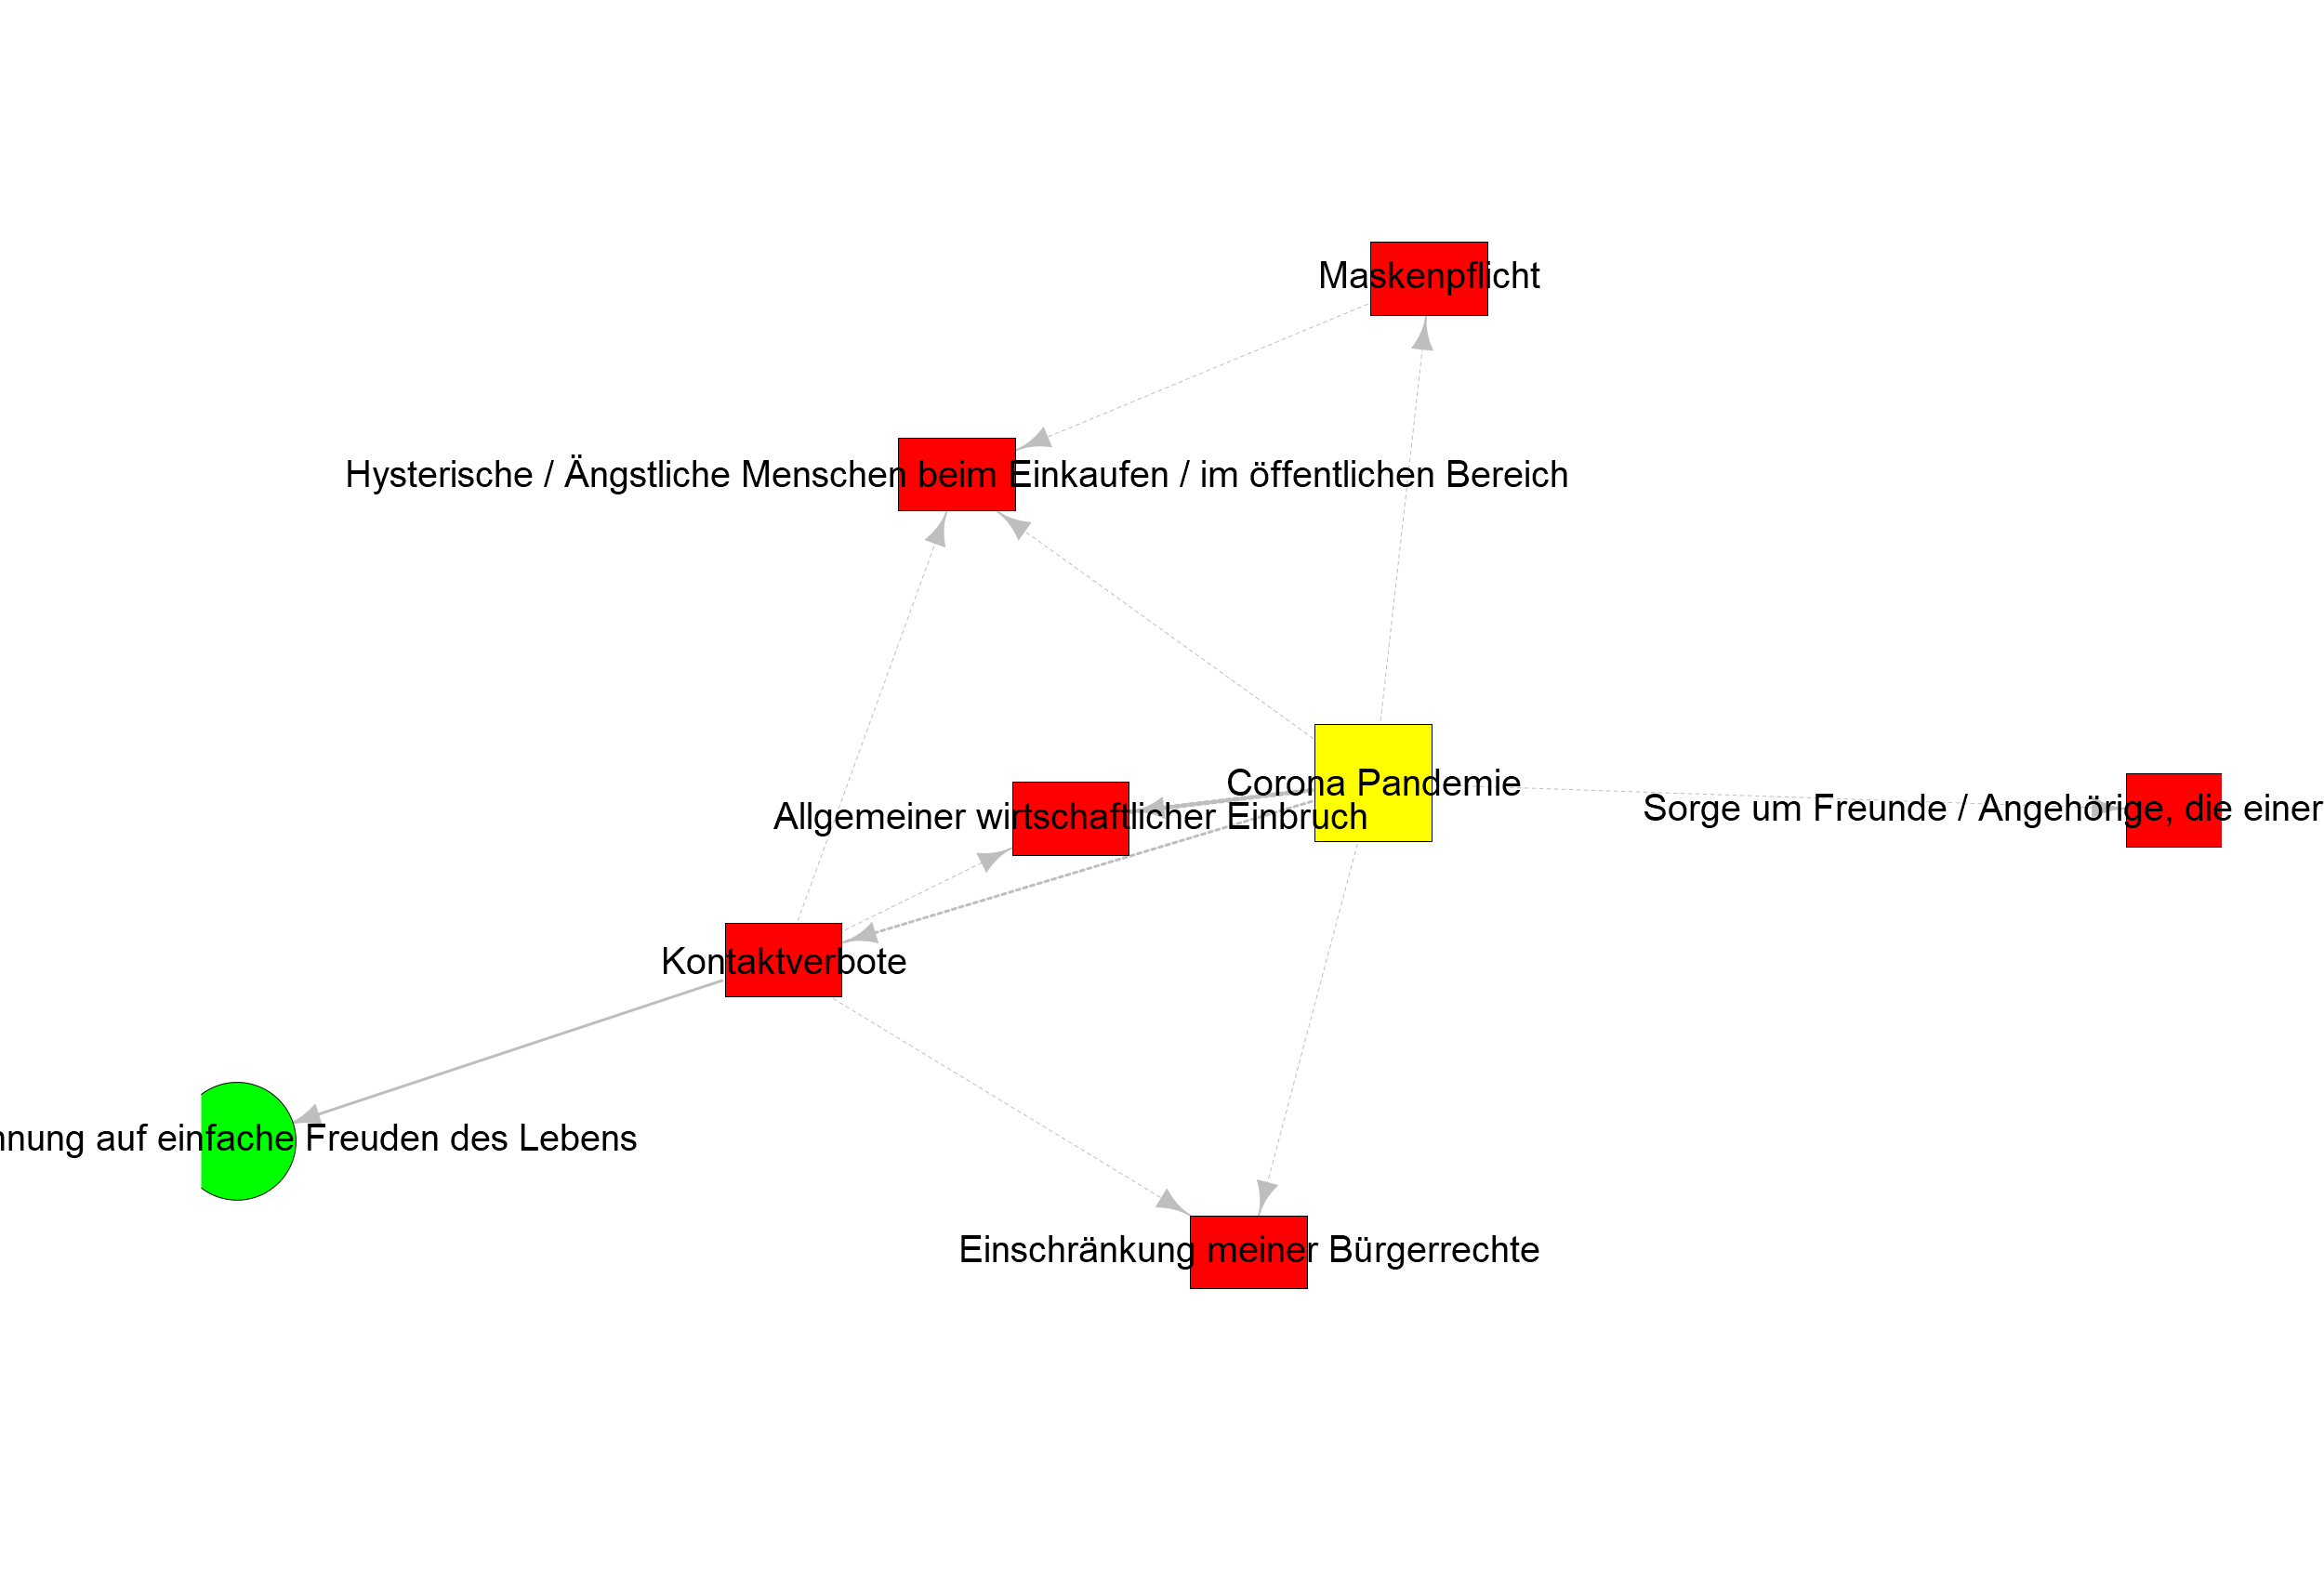 Maskenpflicht
Hysterische / Ängstliche Menschen beim Einkaufen / im öffentlichen Bereich
Corona Pandemie
Sorge um Freunde / Angehörige, die einer
Allgemeiner wirtschaftlicher Einbruch
Kontaktverbote
auf einfache Freuden des Lebens
Einschränkung meiner Bürgerrechte